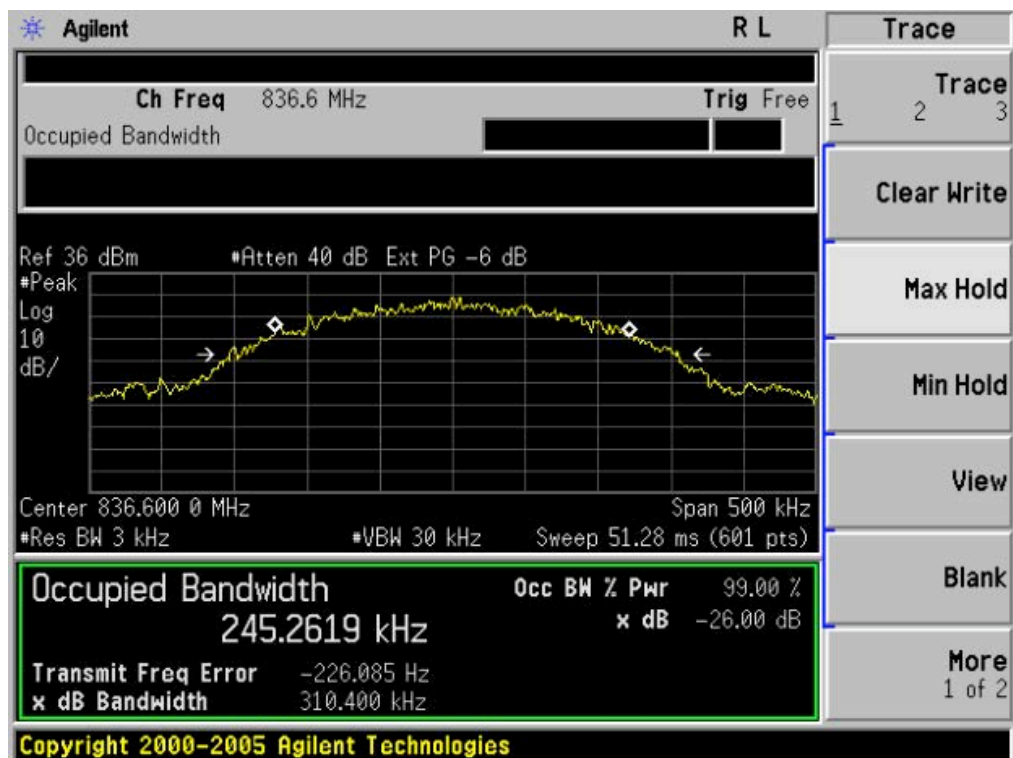 Agilent R L Trace
Ch Freq 836.6 MHz Trig Free
Occupied Bandwidth
Trace
1 2 3
Clear Write
Max Hold
Min Hold
View
Blank
More
1 of 2
Ref 36 dBm #Atten 40 dB Ext PG -6 dB
#Peak
Log
10
dB/
Center 836.600 0 MHz Span 500 kHz
#Res BW 3 kHz #VBW 30 kHz Sweep 51.28 ms (601 pts)
Occupied Bandwidth Occ BW % Pwr 99.00 %
245.2619 kHz x dB -26.00 dB
Transmit Freq Error -226.085 Hz
x dB Bandwidth 310.400 kHz
Copyright 2000-2005 Agilent Technologies